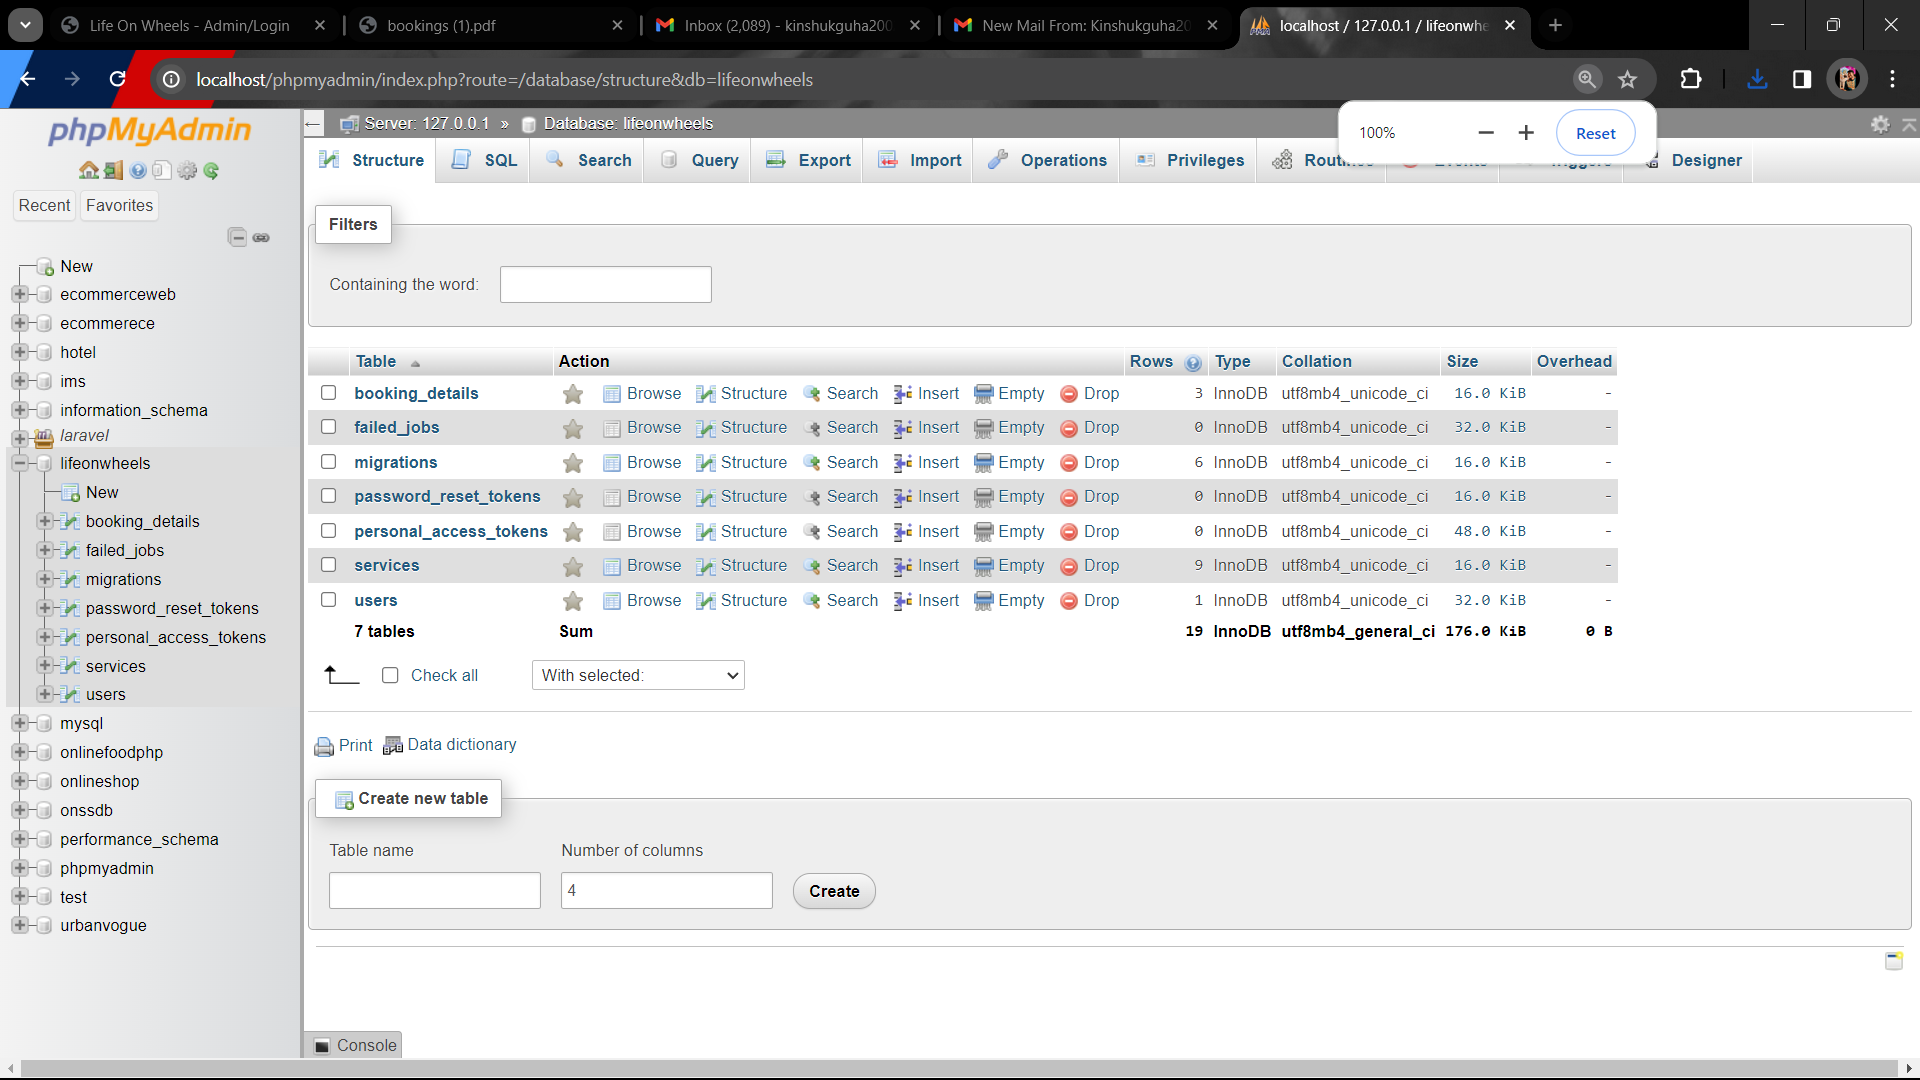 Life On Wheels - Admin/Login
bookings (1).pdf
Inbox (2,089) - kinshukguha200
New Mail From: Kinshukguha20
localhost / 127.0.0.1 / lifeonwhe
localhost/phpmyadmin/index.php?route=/database/structure&db=lifeonwheels
100%
Reset
phpMyAdmin
Recent
Favorites
New
ecommerceweb
ecommerece
hotel
ims
information_schema
laravel
lifeonwheels
New
booking_details
failed_jobs
migrations
password_reset_tokens
personal_access_tokens
services
users
mysql
onlinefoodphp
onlineshop
onssdb
performance_schema
phpmyadmin
test
urbanvogue
Server: 127.0.0.1 » Database: lifeonwheels
Structure SQL Search Query Export Import Operations Privileges Designer
Filters
Containing the word:
Table Action Rows Type Collation Size Overhead
booking_details Browse Structure Search Insert Empty Drop 3 InnoDB utf8mb4_unicode_ci 16.0 KiB -
failed_jobs Browse Structure Search Insert Empty Drop 0 InnoDB utf8mb4_unicode_ci 32.0 KiB -
migrations Browse Structure Search Insert Empty Drop 6 InnoDB utf8mb4_unicode_ci 16.0 KiB -
password_reset_tokens Browse Structure Search Insert Empty Drop 0 InnoDB utf8mb4_unicode_ci 16.0 KiB -
personal_access_tokens Browse Structure Search Insert Empty Drop 0 InnoDB utf8mb4_unicode_ci 48.0 KiB -
services Browse Structure Search Insert Empty Drop 9 InnoDB utf8mb4_unicode_ci 16.0 KiB -
users Browse Structure Search Insert Empty Drop 1 InnoDB utf8mb4_unicode_ci 32.0 KiB -
7 tables Sum 19 InnoDB utf8mb4_general_ci 176.0 KiB 0 B
Check all With selected:
Print Data dictionary
Create new table
Table name Number of columns
4 Create
Console